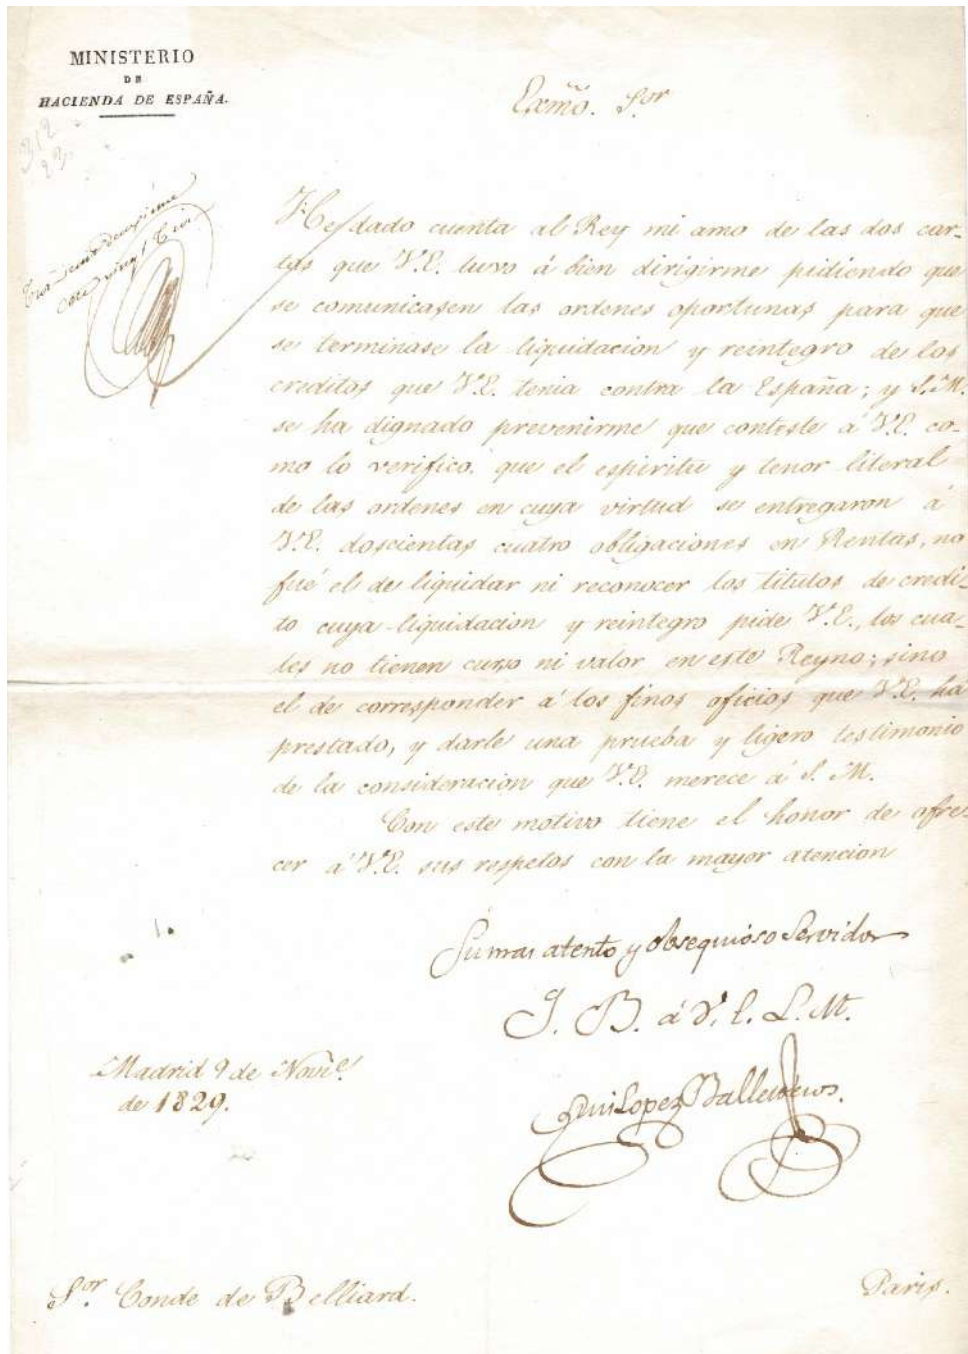 MINISTERIO
DE
HACIENDA DE ESPAÑA.
312
23
Exmo. Sor
He dado cuenta al Rey mi amo de las dos car-
tas que V.E. tuvo á bien dirigirme pidiendo que
se comunicasen las ordenes oportunas para que
se terminase la liquidacion y reintegro de los
creditos que V.E. tenia contra la España; y S.M.
se ha dignado prevenirme que conteste á V.E. co-
mo lo verifico, que el espiritu y tenor literal
de las ordenes en cuya virtud se entregaron á
V.E. doscientas cuatro obligaciones en Rentas, no
fué el de liquidar ni reconocer los titulos de credi-
to cuya liquidacion y reintegro pide V.E., los cua-
les no tienen curso ni valor en este Reyno; sino
el de corresponder á los finos oficios que V.E. há
prestado, y darle una prueba y ligero testimonio
de la consideracion que V.E. merece á S. M.
Con este motivo tiene el honor de ofre-
cer á V.E. sus respetos con la mayor atencion
Su mas atento y obsequioso Servidor
Q. B. á V. E. L. M.
Luis Lopez Ballesteros.
Madrid 9 de Novie.
de 1829.
Sor. Conde de Belliard.
Paris.